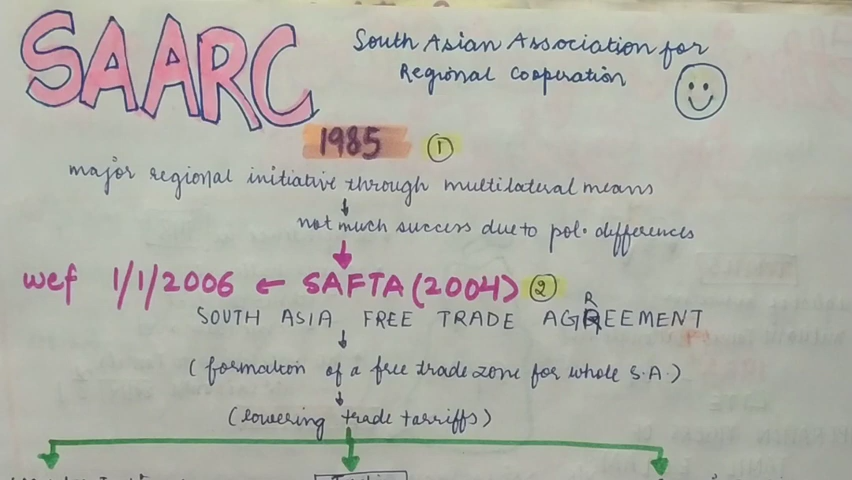 SAARC
South Asian Association for
Regional Cooperation
1985 ①
major regional initiative through multilateral means
↓
not much success due to pol. differences
↓
wef 1/1/2006 ← SAFTA (2004) ②
SOUTH ASIA FREE TRADE AGREEMENT
↓
(formation of a free trade zone for whole S.A.)
↓
(lowering trade tarriffs)